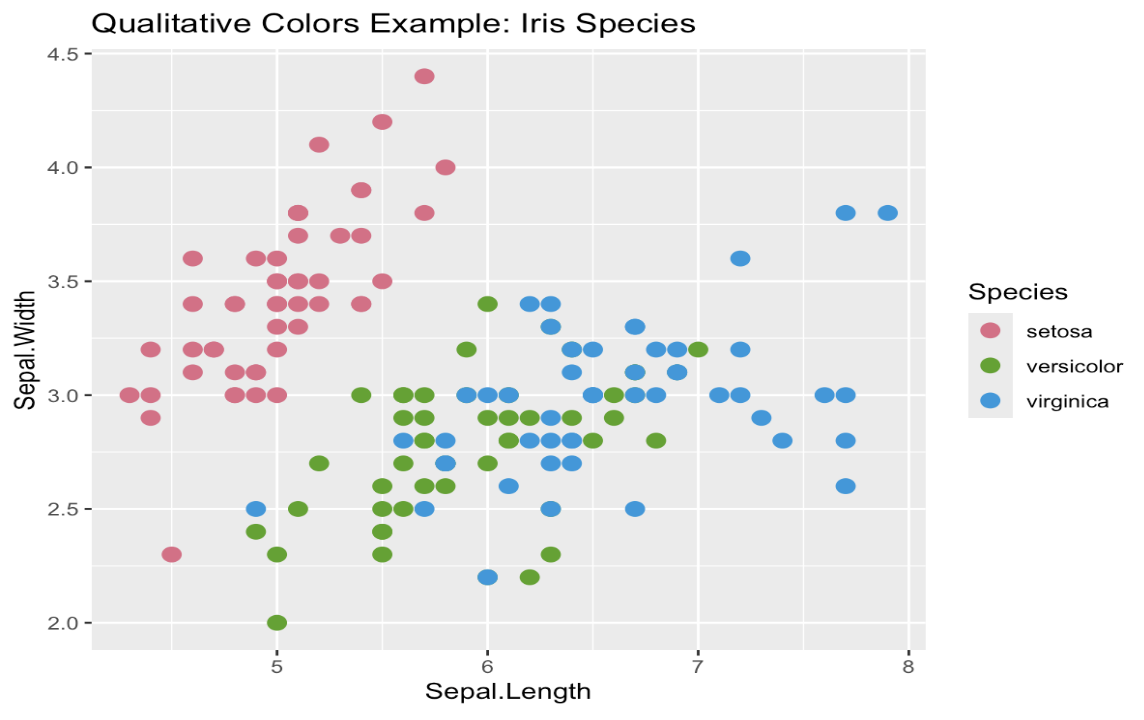 Qualitative Colors Example: Iris Species
4.5
4.0
3.5
3.0
2.5
2.0
Sepal.Width
5 6 7 8
Sepal.Length
Species
setosa
versicolor
virginica